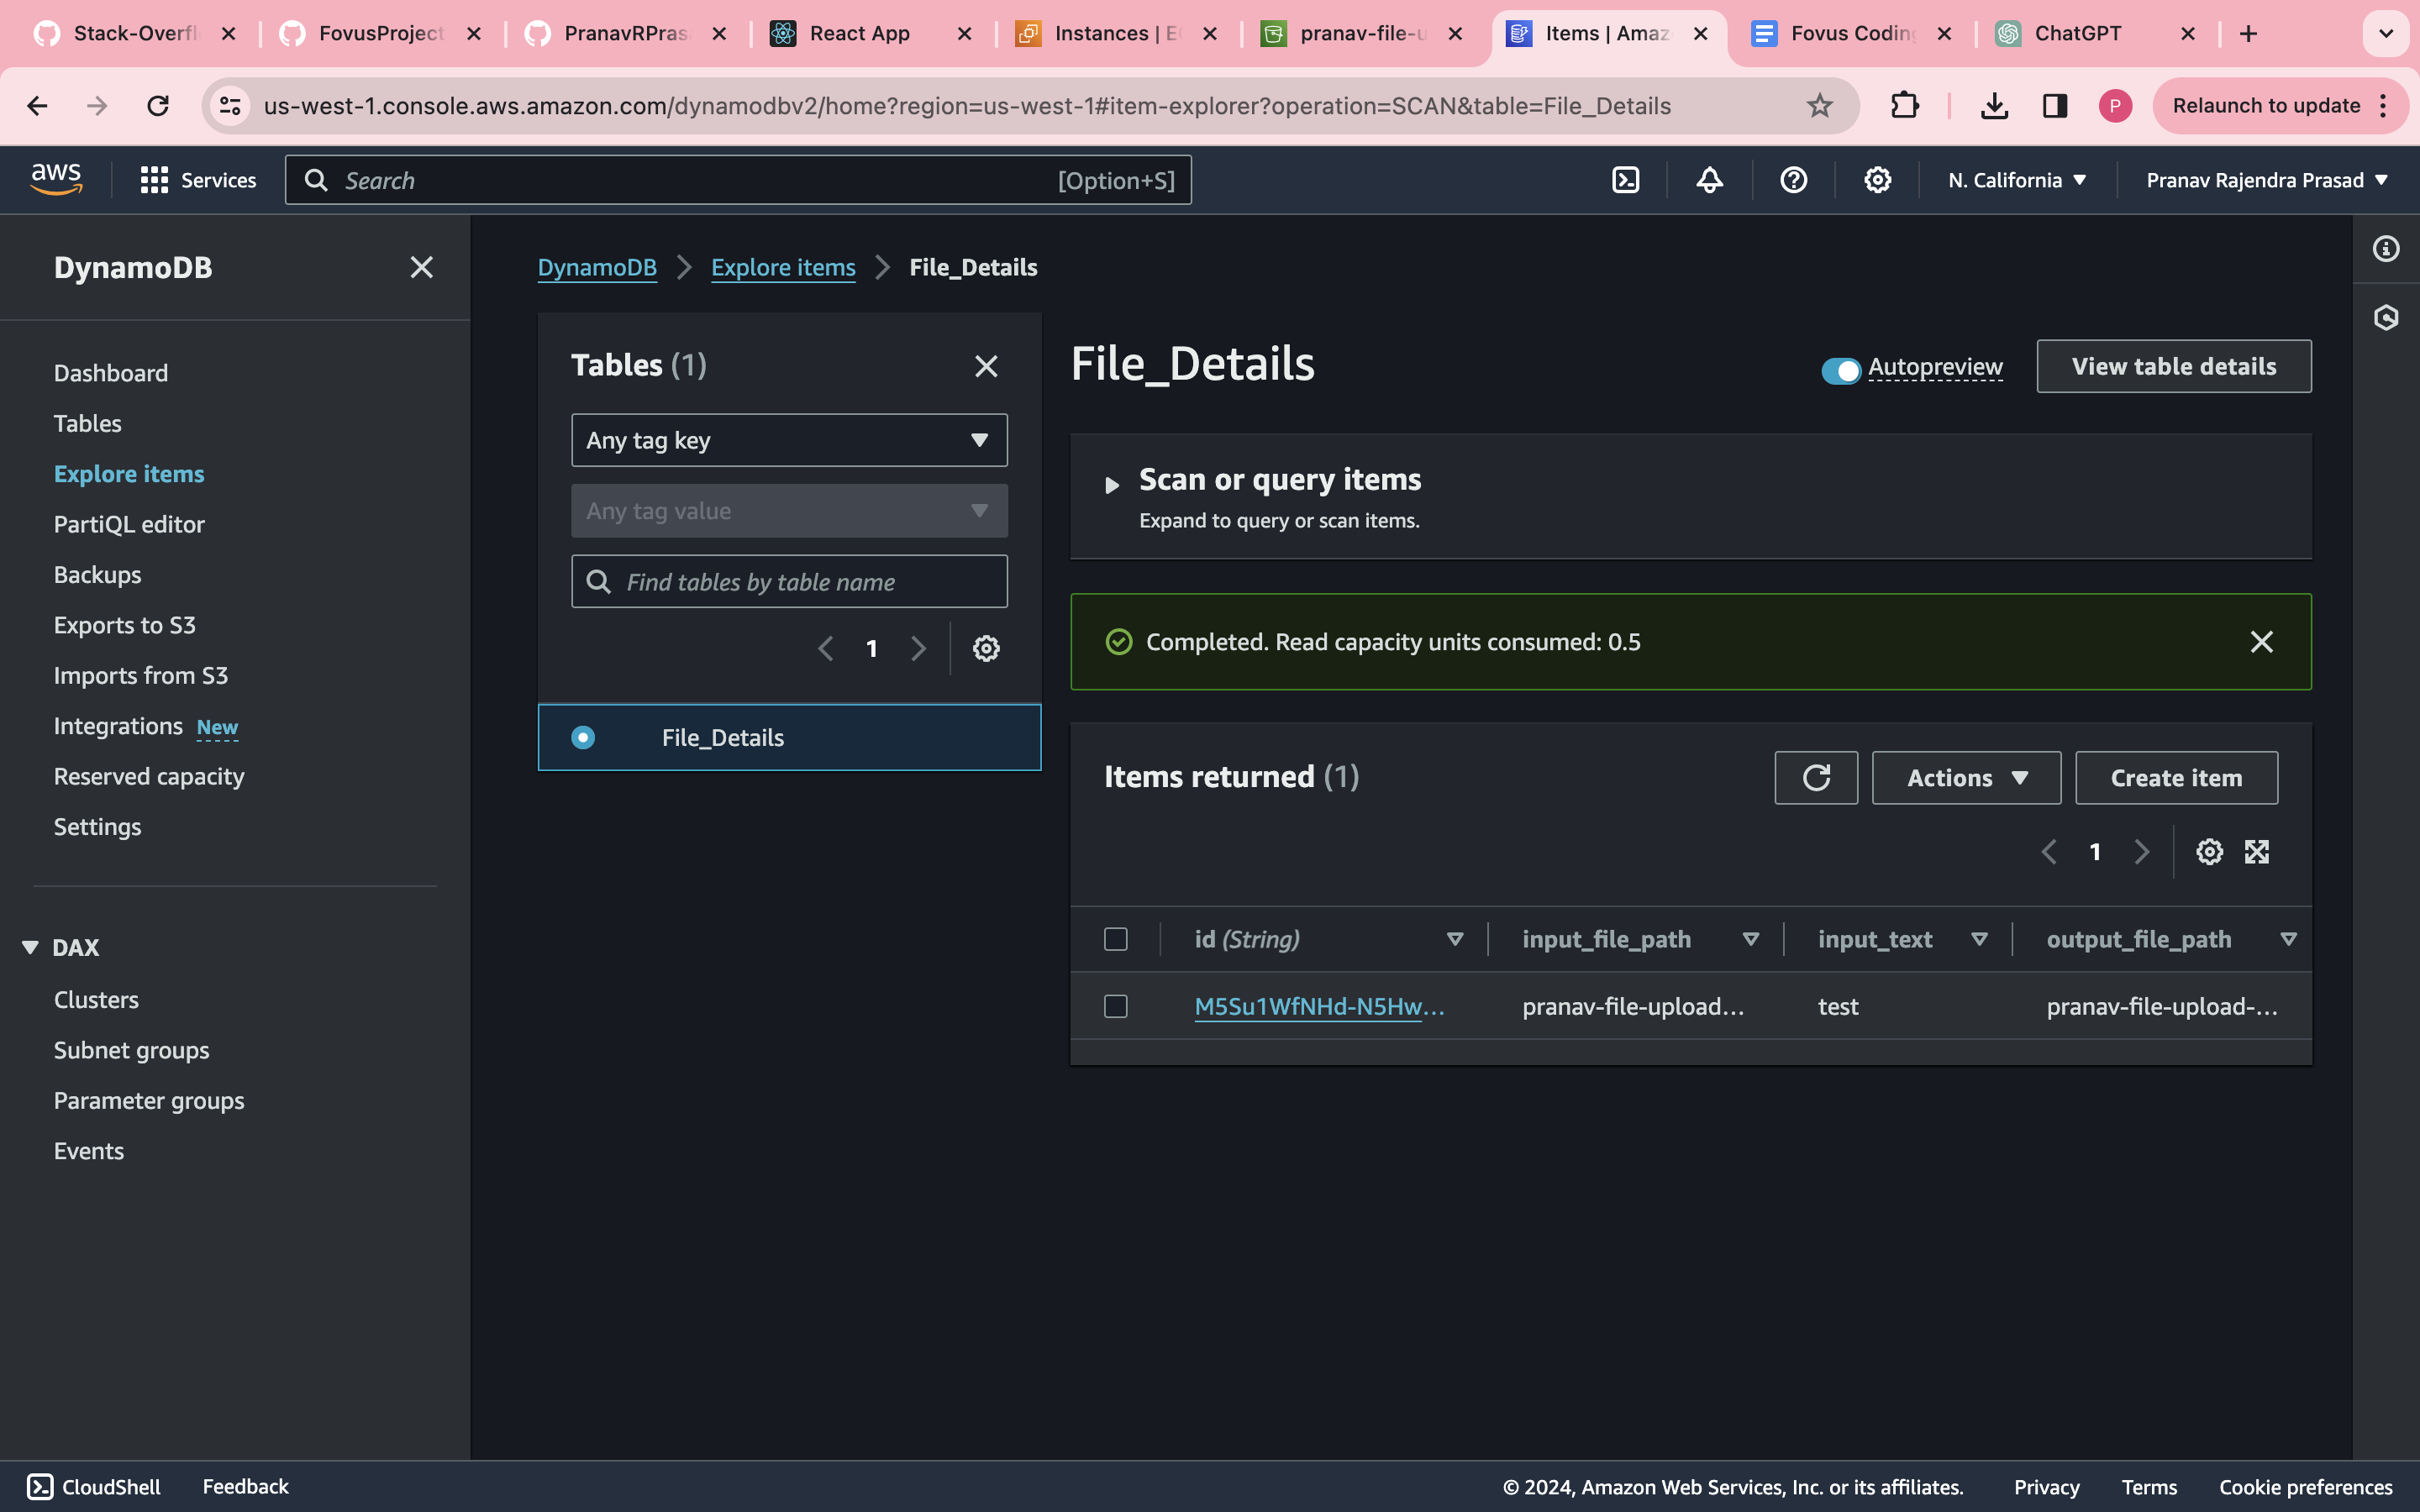 Stack-Overfl
FovusProject
PranavRPras
React App
Instances | E
pranav-file-u
Items | Amaz
Fovus Coding
ChatGPT
us-west-1.console.aws.amazon.com/dynamodbv2/home?region=us-west-1#item-explorer?operation=SCAN&table=File_Details
P
Relaunch to update
aws
Services
Search
[Option+S]
N. California
Pranav Rajendra Prasad
DynamoDB
Dashboard
Tables
Explore items
PartiQL editor
Backups
Exports to S3
Imports from S3
Integrations New
Reserved capacity
Settings
DAX
Clusters
Subnet groups
Parameter groups
Events
DynamoDB
Explore items
File_Details
Tables (1)
Any tag key
Any tag value
Find tables by table name
1
File_Details
File_Details
Autopreview
View table details
Scan or query items
Expand to query or scan items.
Completed. Read capacity units consumed: 0.5
Items returned (1)
Actions
Create item
1
id (String)
input_file_path
input_text
output_file_path
M5Su1WfNHd-N5Hw…
pranav-file-upload…
test
pranav-file-upload-…
CloudShell
Feedback
© 2024, Amazon Web Services, Inc. or its affiliates.
Privacy
Terms
Cookie preferences